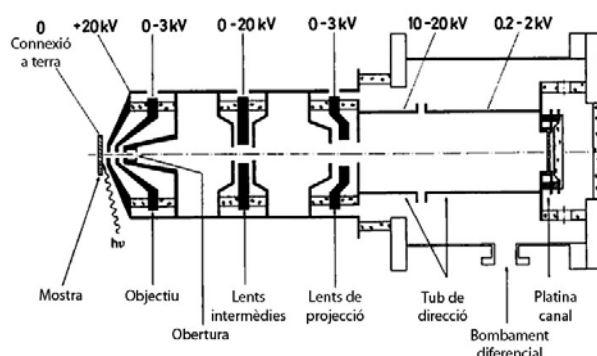 0 +20kV 0-3kV 0-20kV 0-3kV 10-20kV 0.2-2kV
Connexió
a terra
hν
Mostra
Objectiu
Obertura
Lents
intermèdies
Lents de
projecció
Tub de
direcció
Bombament
diferencial
Platina
canal